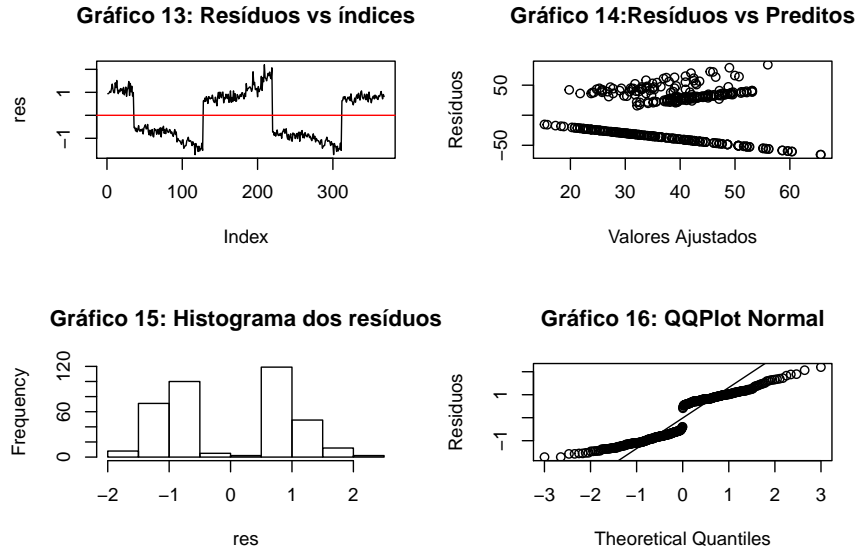 Gráfico 13: Resíduos vs índices
res
1
−1
0 100 200 300
Index
Gráfico 14:Resíduos vs Preditos
Resíduos
50
−50
20 30 40 50 60
Valores Ajustados
Gráfico 15: Histograma dos resíduos
Frequency
120
60
0
−2 −1 0 1 2
res
Gráfico 16: QQPlot Normal
Residuos
1
−1
−3 −2 −1 0 1 2 3
Theoretical Quantiles